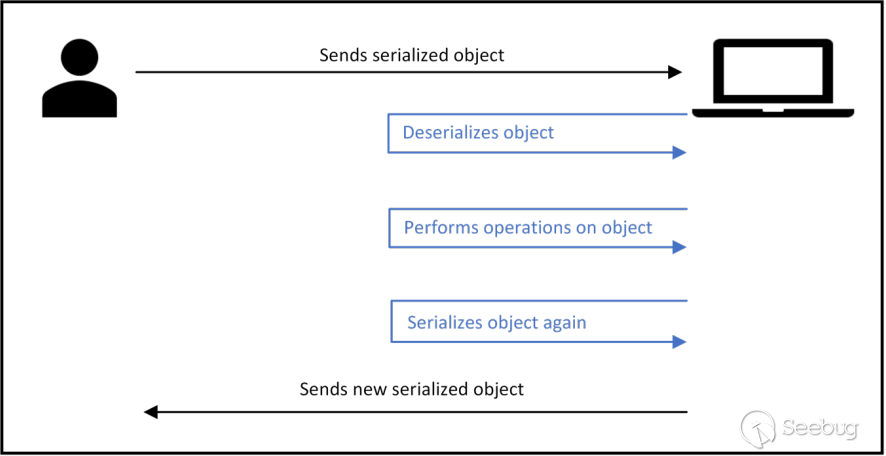 Sends serialized object
Deserializes object
Performs operations on object
Serializes object again
Sends new serialized object
Seebug